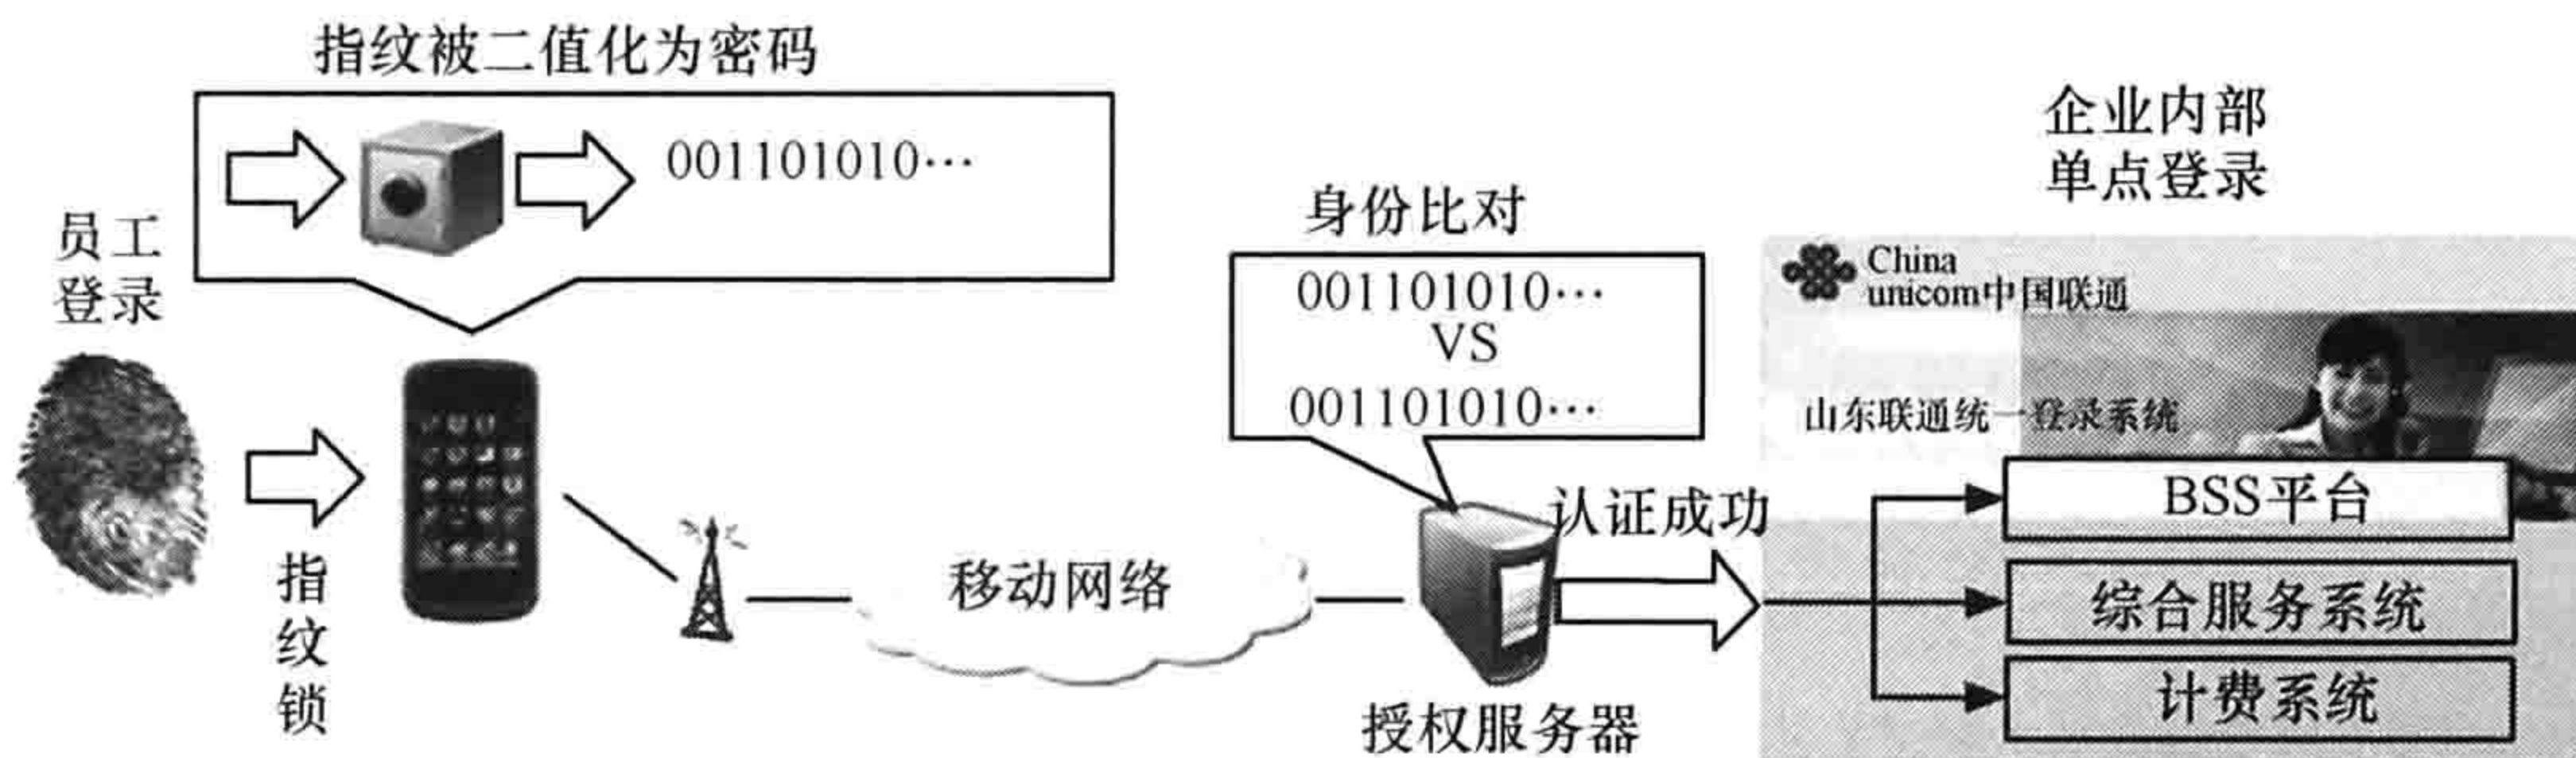 指纹被二值化为密码
001101010…
员工
登录
指
纹
锁
移动网络
身份比对
001101010…
VS
001101010…
授权服务器
认证成功
企业内部
单点登录
China
unicom中国联通
山东联通统一登录系统
BSS平台
综合服务系统
计费系统